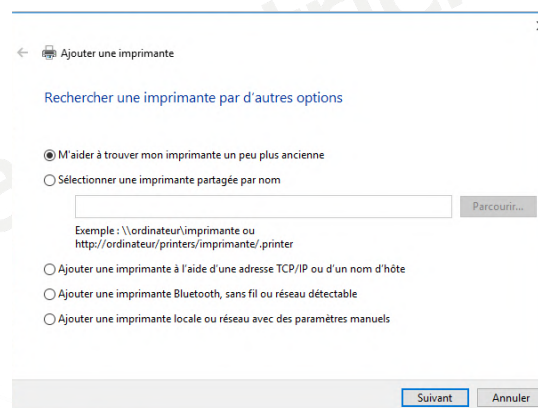 Ajouter une imprimante
Rechercher une imprimante par d'autres options
M'aider à trouver mon imprimante un peu plus ancienne
Sélectionner une imprimante partagée par nom
Parcourir...
Exemple : \\ordinateur\imprimante ou
http://ordinateur/printers/imprimante/.printer
Ajouter une imprimante à l'aide d'une adresse TCP/IP ou d'un nom d'hôte
Ajouter une imprimante Bluetooth, sans fil ou réseau détectable
Ajouter une imprimante locale ou réseau avec des paramètres manuels
Suivant Annuler